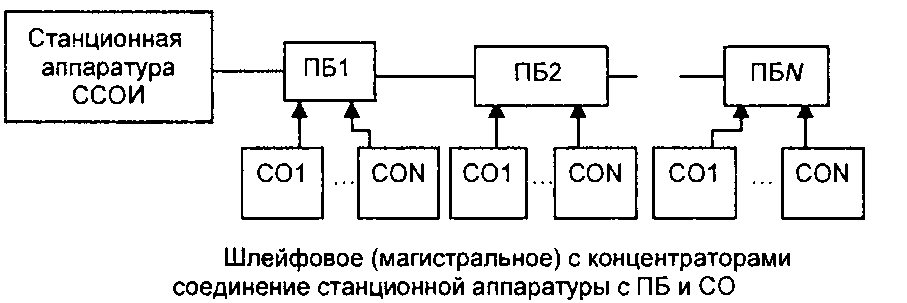 Станционная
аппаратура
ССОИ
ПБ1
ПБ2
ПБN
СО1
...
СОN
СО1
...
СОN
СО1
...
СОN
Шлейфовое (магистральное) с концентраторами
соединение станционной аппаратуры с ПБ и СО